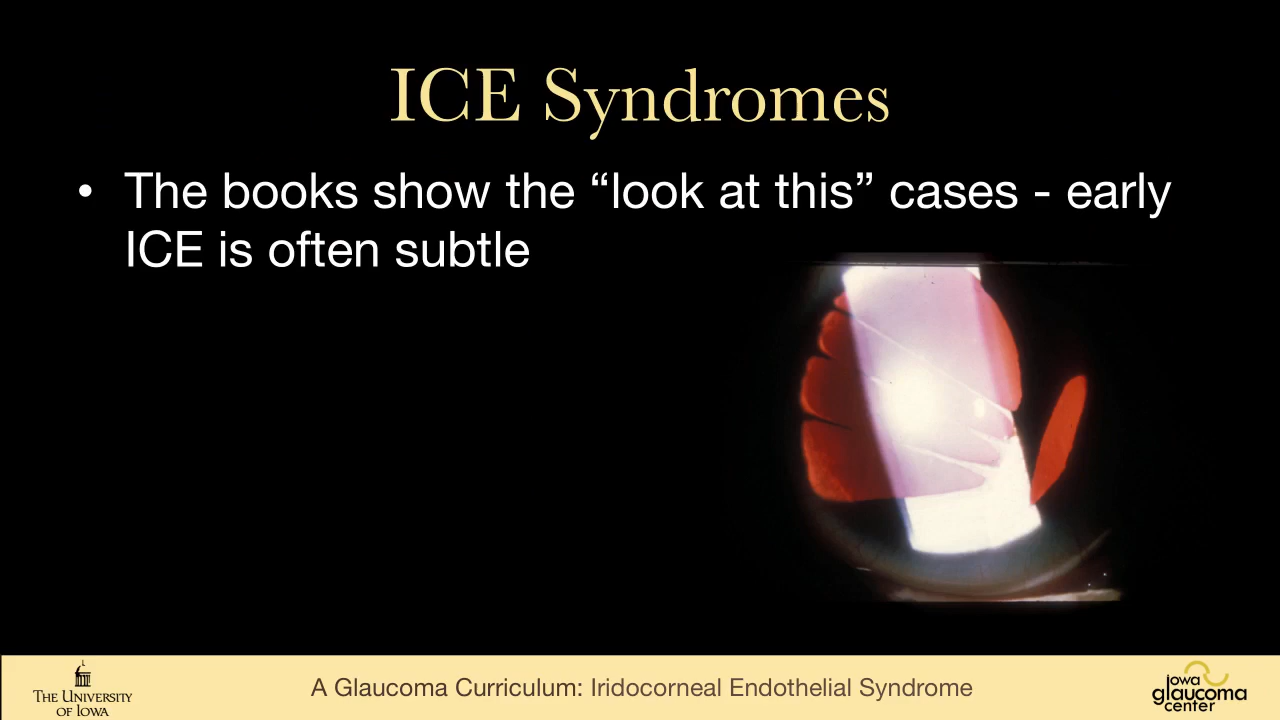 ICE Syndromes
• The books show the “look at this” cases - early
ICE is often subtle
THE UNIVERSITY
OF IOWA
A Glaucoma Curriculum: Iridocorneal Endothelial Syndrome
iowa
glaucoma
center